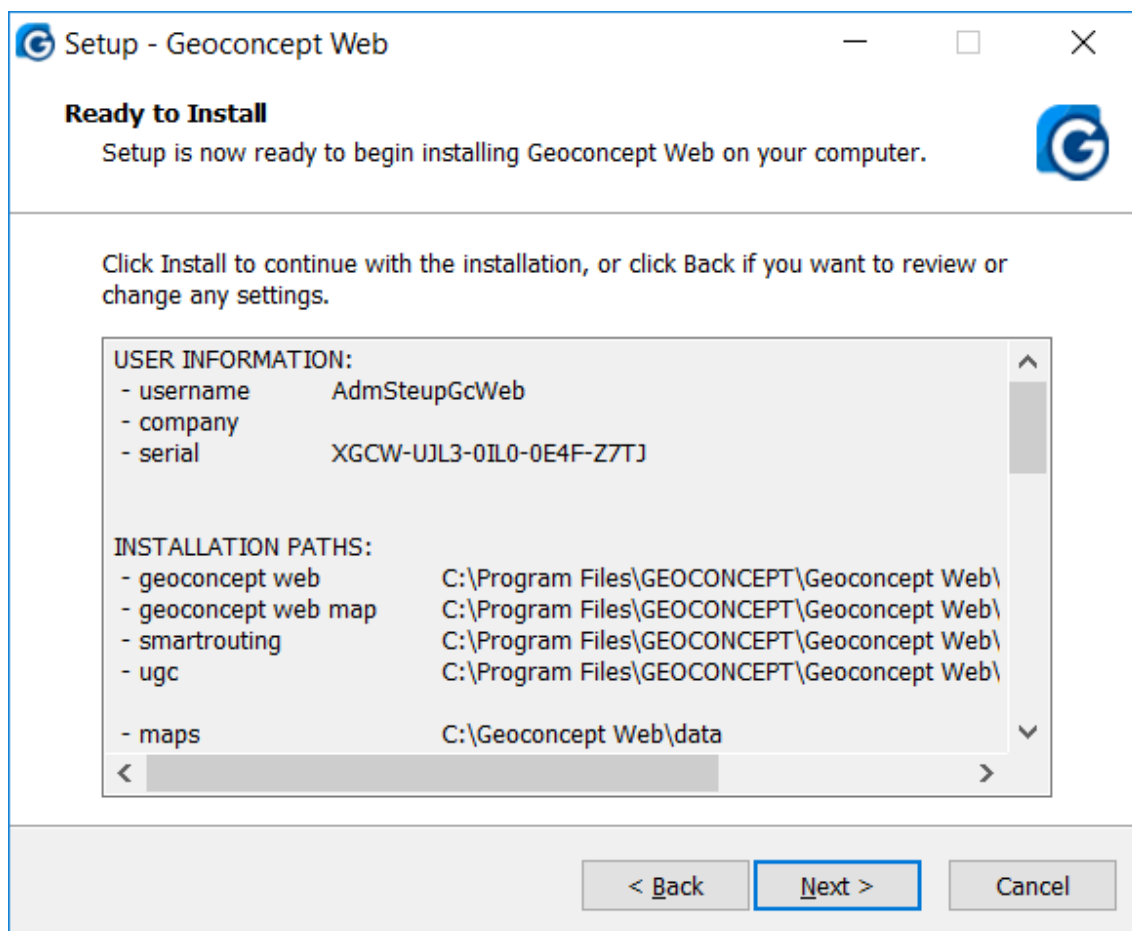 Setup - Geoconcept Web
Ready to Install
Setup is now ready to begin installing Geoconcept Web on your computer.
Click Install to continue with the installation, or click Back if you want to review or
change any settings.
USER INFORMATION:
- username AdmSteupGcWeb
- company
- serial XGCW-UJL3-0IL0-0E4F-Z7TJ
INSTALLATION PATHS:
- geoconcept web C:\Program Files\GEOCONCEPT\Geoconcept Web\
- geoconcept web map C:\Program Files\GEOCONCEPT\Geoconcept Web\
- smartrouting C:\Program Files\GEOCONCEPT\Geoconcept Web\
- ugc C:\Program Files\GEOCONCEPT\Geoconcept Web\
- maps C:\Geoconcept Web\data
< Back Next > Cancel